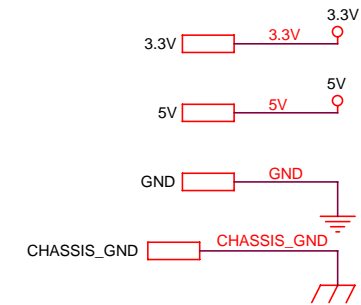 3.3V
3.3V 3.3V
5V
5V 5V
GND GND
CHASSIS_GND CHASSIS_GND